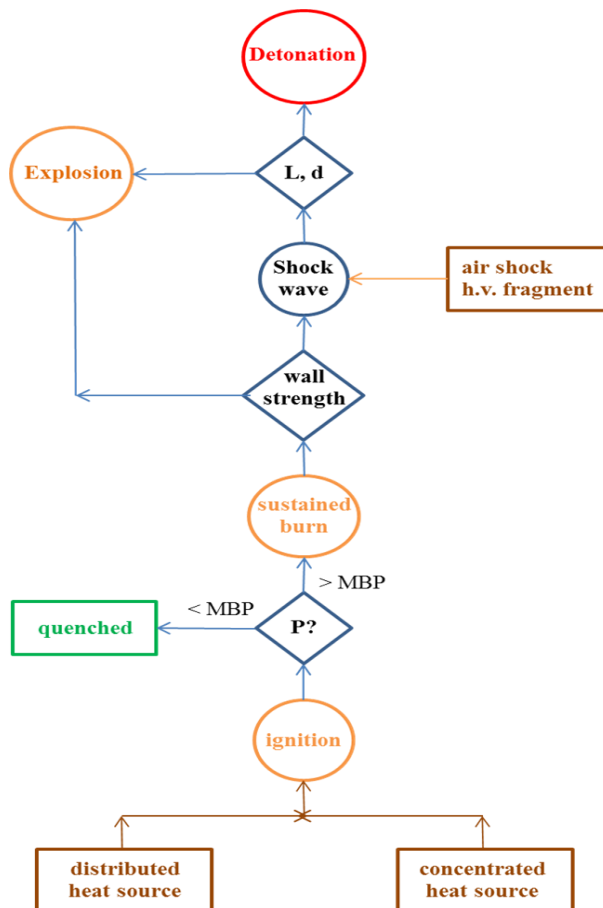 Detonation
L, d
Explosion
Shock
wave
air shock
h.v. fragment
wall
strength
sustained
burn
> MBP
< MBP
P?
quenched
ignition
distributed
heat source
concentrated
heat source